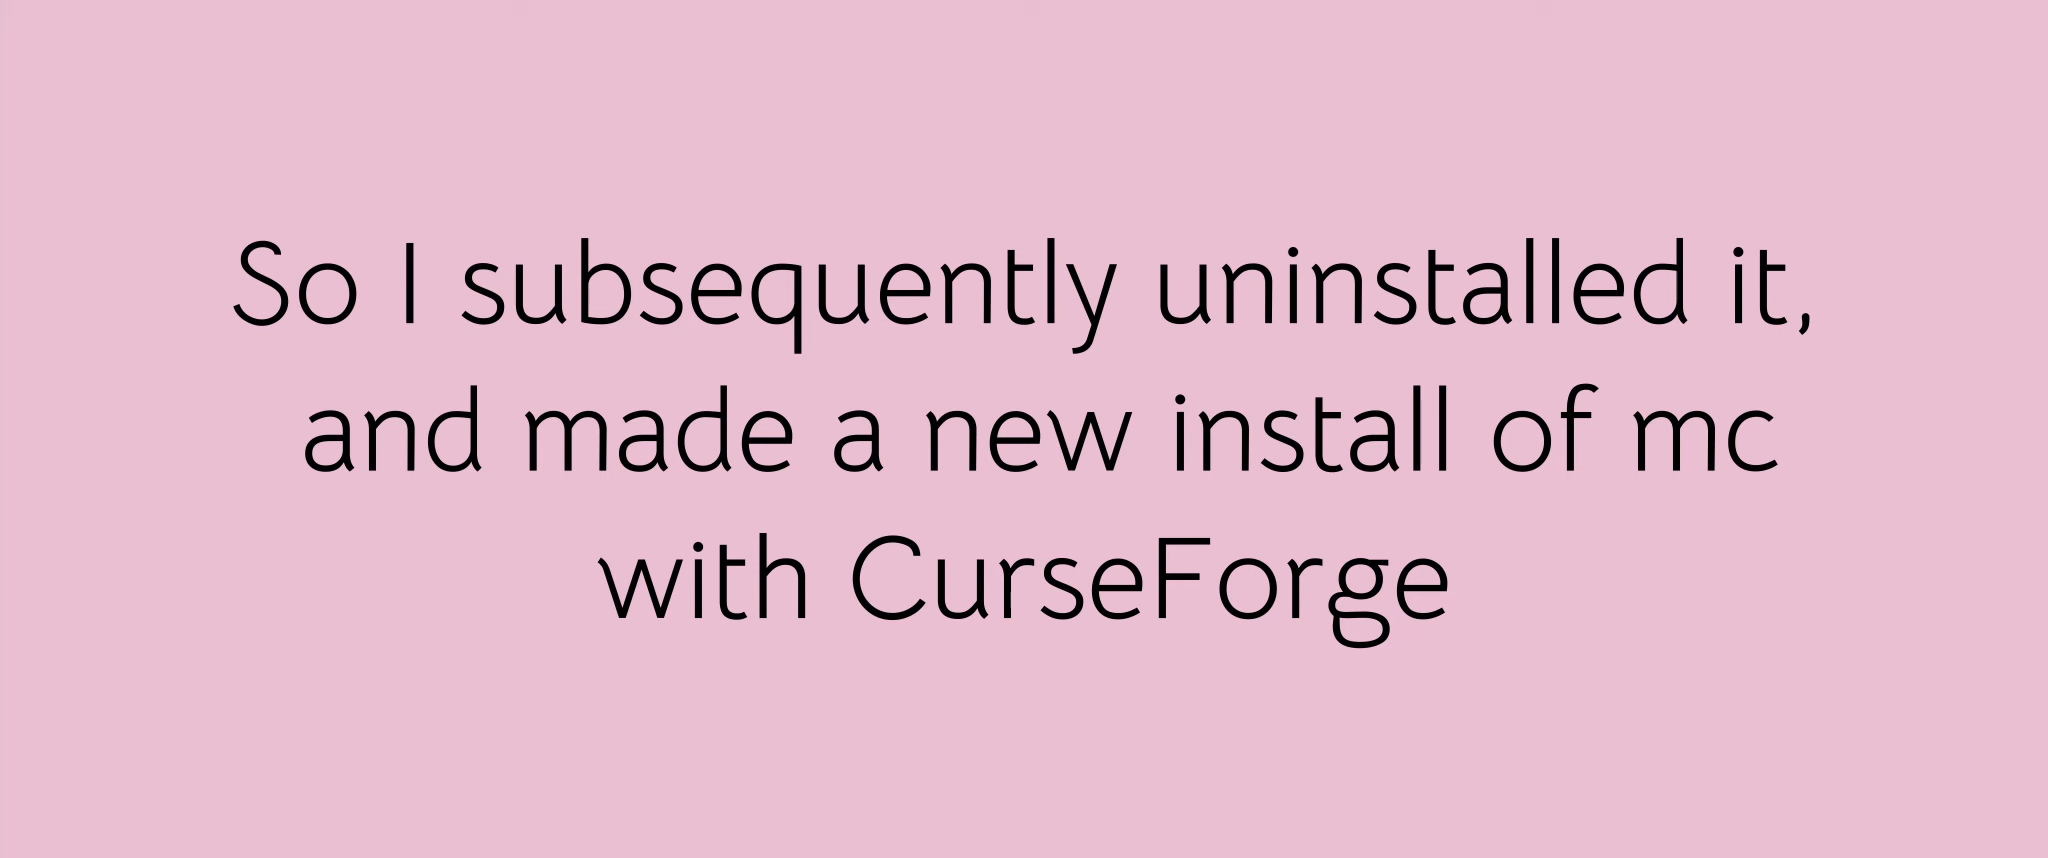 So I subsequently uninstalled it,
and made a new install of mc
with CurseForge